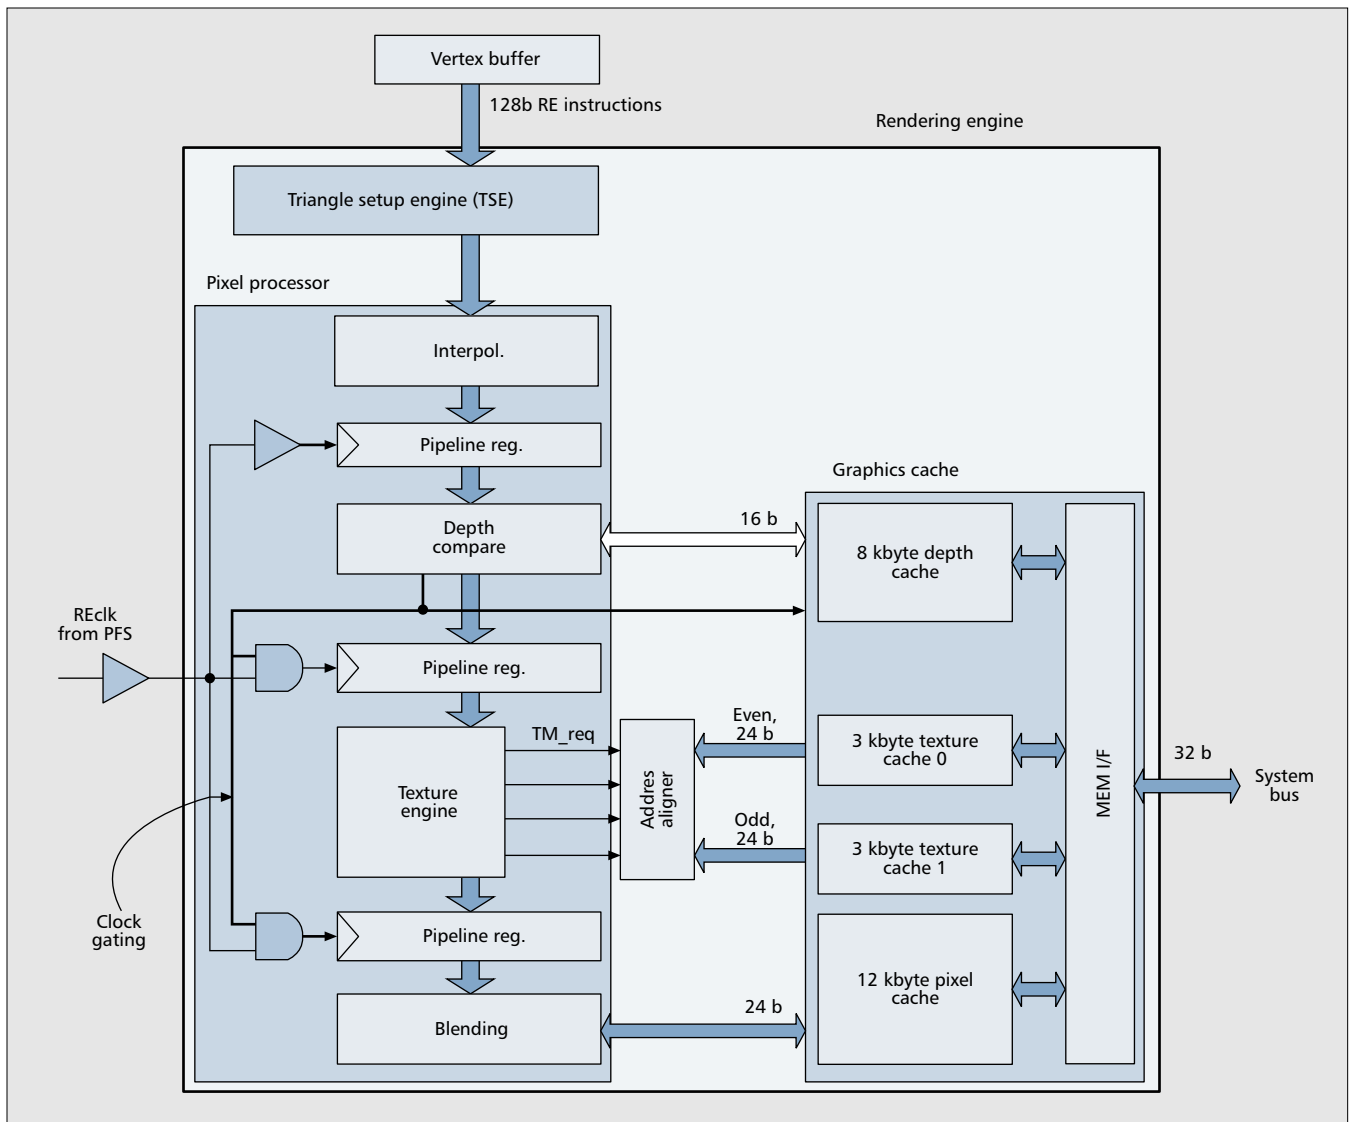 Vertex buffer
128b RE instructions
Rendering engine
Triangle setup engine (TSE)
Pixel processor
Interpol.
Pipeline reg.
Graphics cache
Depth
compare
16 b
8 kbyte depth
cache
REclk
from PFS
Pipeline reg.
Texture
engine
TM_req
Addres
aligner
Even,
24 b
3 kbyte texture
cache 0
MEM I/F
32 b
System
bus
Odd,
24 b
3 kbyte texture
cache 1
Clock
gating
Pipeline reg.
12 kbyte pixel
cache
Blending
24 b